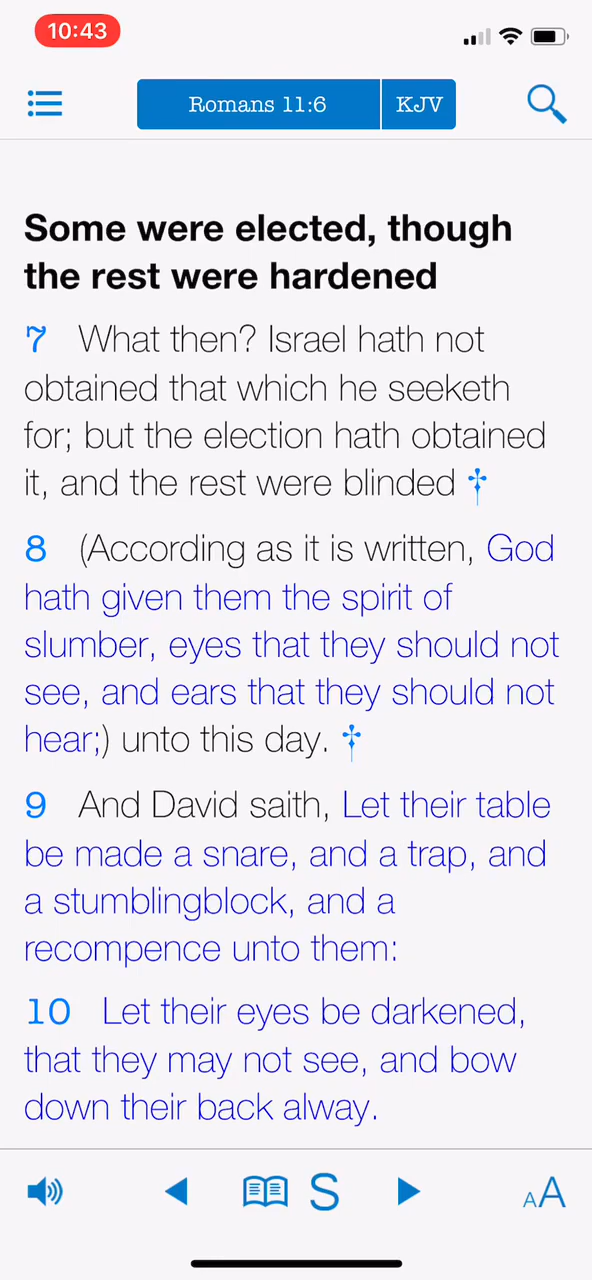 10:43
Romans 11:6 KJV
Some were elected, though
the rest were hardened
7 What then? Israel hath not
obtained that which he seeketh
for; but the election hath obtained
it, and the rest were blinded †
8 (According as it is written, God
hath given them the spirit of
slumber, eyes that they should not
see, and ears that they should not
hear;) unto this day. †
9 And David saith, Let their table
be made a snare, and a trap, and
a stumblingblock, and a
recompence unto them:
10 Let their eyes be darkened,
that they may not see, and bow
down their back alway.
S AA